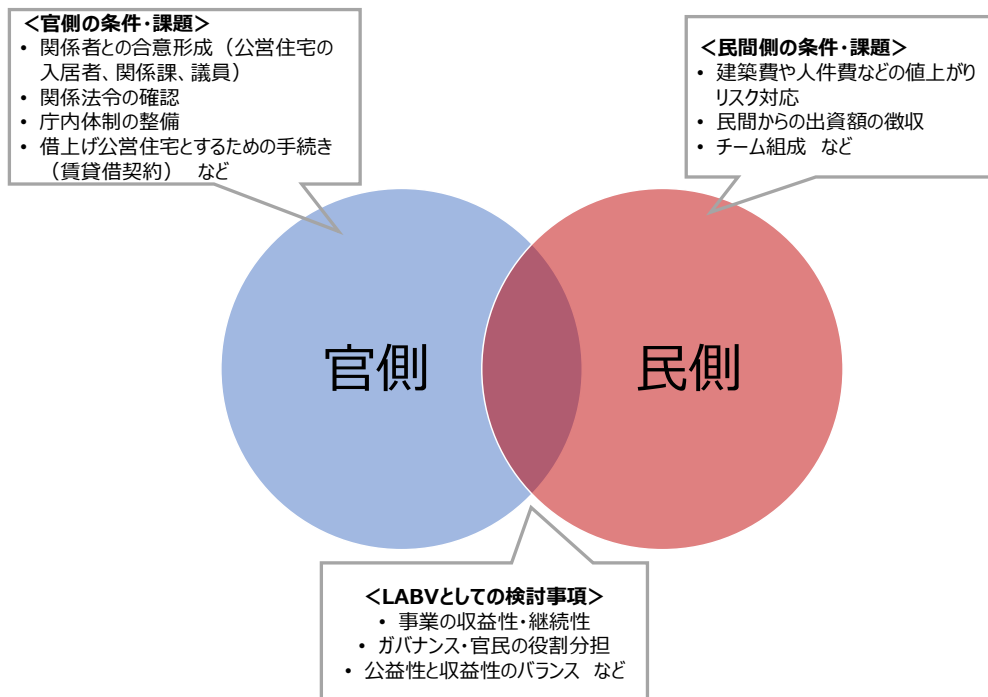 <官側の条件・課題>
• 関係者との合意形成（公営住宅の
入居者、関係課、議員）
• 関係法令の確認
• 庁内体制の整備
• 借上げ公営住宅とするための手続き
（賃貸借契約） など
<民間側の条件・課題>
• 建築費や人件費などの値上がり
リスク対応
• 民間からの出資額の徴収
• チーム組成 など
官側
民側
<LABVとしての検討事項>
• 事業の収益性・継続性
• ガバナンス・官民の役割分担
• 公益性と収益性のバランス など